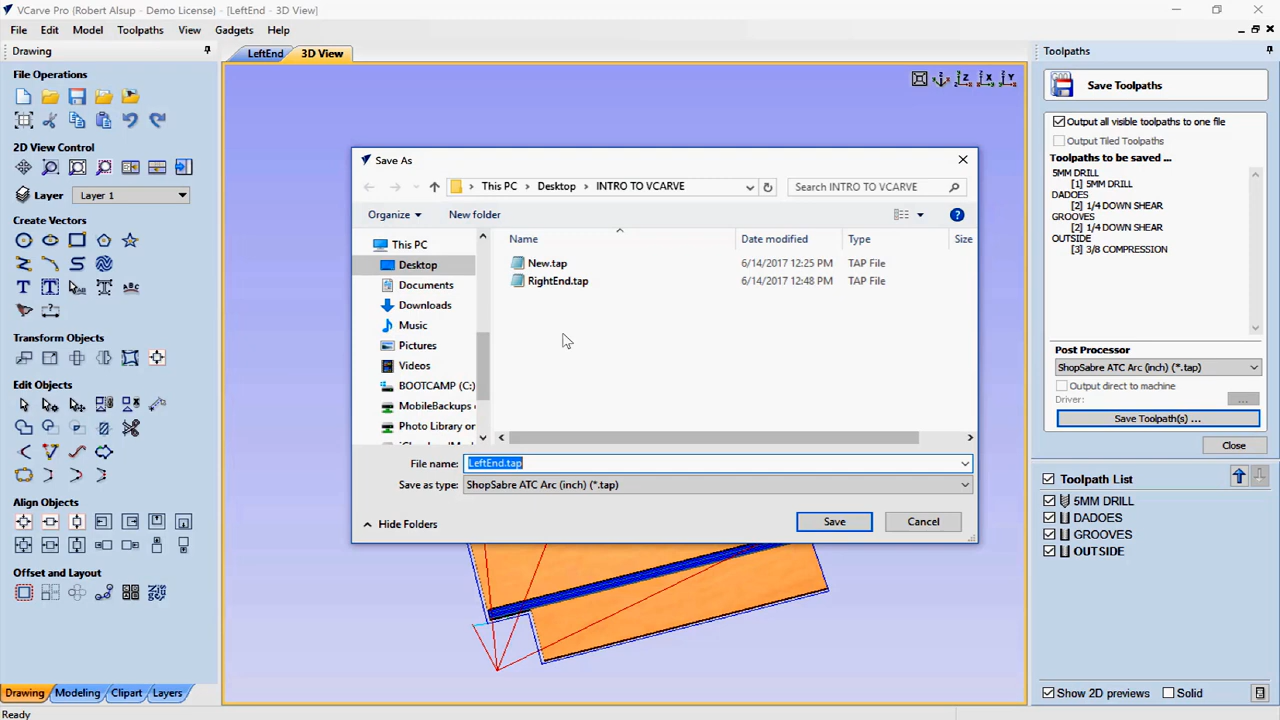 VCarve Pro (Robert Alsup - Demo License) - [LeftEnd - 3D View]
File Edit Model Toolpaths View Gadgets Help
Drawing
File Operations
2D View Control
Layer Layer 1
Create Vectors
Transform Objects
Edit Objects
Align Objects
Offset and Layout
Drawing Modeling Clipart Layers
Ready
LeftEnd 3D View
Save As
This PC Desktop INTRO TO VCARVE
Search INTRO TO VCARVE
Organize New folder
This PC
Desktop
Documents
Downloads
Music
Pictures
Videos
BOOTCAMP (C:)
MobileBackups
Photo Library or
Name Date modified Type Size
New.tap 6/14/2017 12:25 PM TAP File
RightEnd.tap 6/14/2017 12:48 PM TAP File
File name: LeftEnd.tap
Save as type: ShopSabre ATC Arc (inch) (*.tap)
Hide Folders
Save Cancel
Toolpaths
Save Toolpaths
Output all visible toolpaths to one file
Output Tiled Toolpaths
Toolpaths to be saved ...
5MM DRILL
[1] 5MM DRILL
DADOES
[2] 1/4 DOWN SHEAR
GROOVES
[2] 1/4 DOWN SHEAR
OUTSIDE
[3] 3/8 COMPRESSION
Post Processor
ShopSabre ATC Arc (inch) (*.tap)
Output direct to machine
Driver: ...
Save Toolpath(s) ...
Close
Toolpath List
5MM DRILL
DADOES
GROOVES
OUTSIDE
Show 2D previews Solid